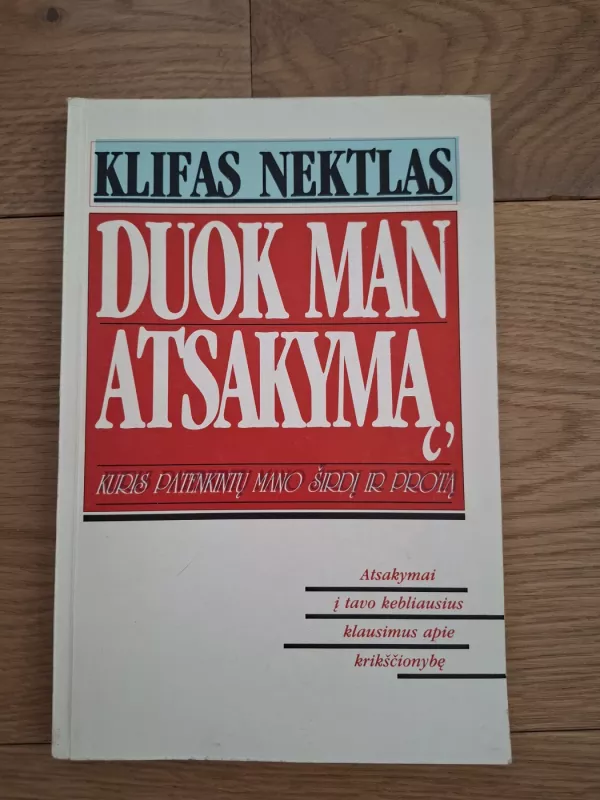 KLIFAS NEKTLAS
DUOK MAN
ATSAKYMĄ,
KURIS PATENKINTŲ MANO ŠIRDĮ IR PROTĄ
Atsakymai
į tavo kebliausius
klausimus apie
krikščionybę